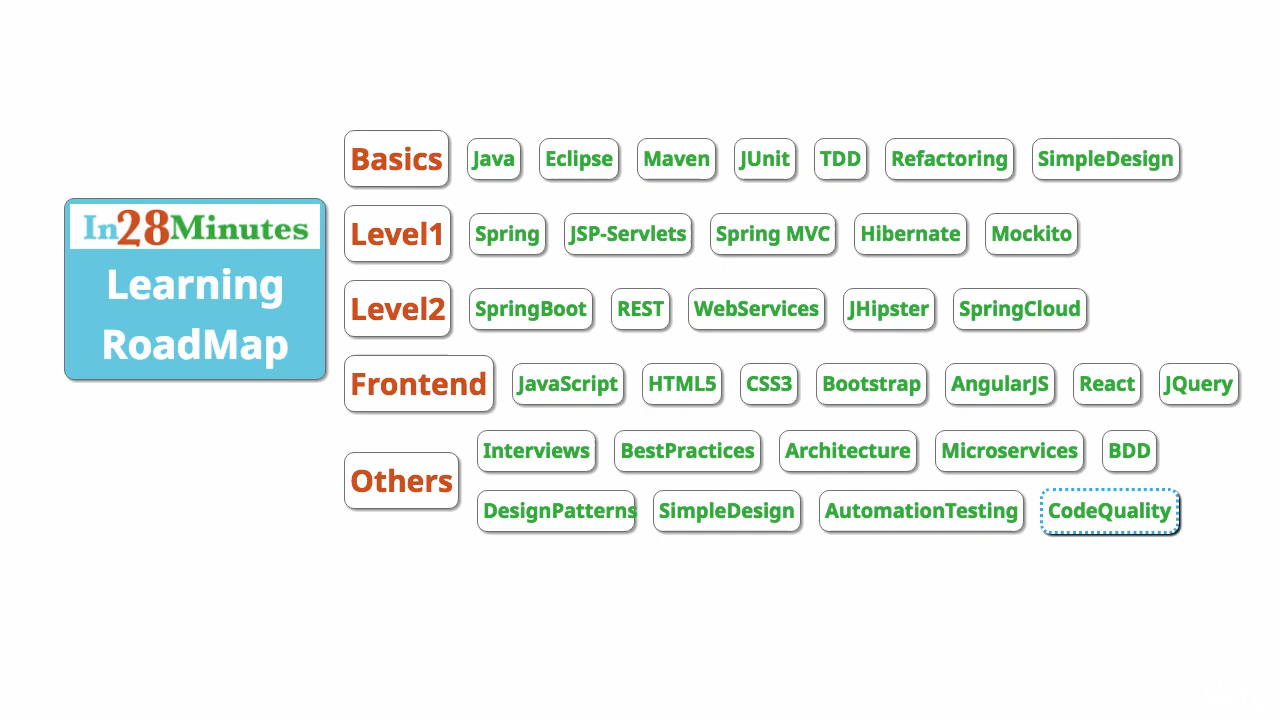 In28Minutes
Learning
RoadMap
Basics Java Eclipse Maven JUnit TDD Refactoring SimpleDesign
Level1 Spring JSP-Servlets Spring MVC Hibernate Mockito
Level2 SpringBoot REST WebServices JHipster SpringCloud
Frontend JavaScript HTML5 CSS3 Bootstrap AngularJS React JQuery
Others
Interviews BestPractices Architecture Microservices BDD
DesignPatterns SimpleDesign AutomationTesting CodeQuality